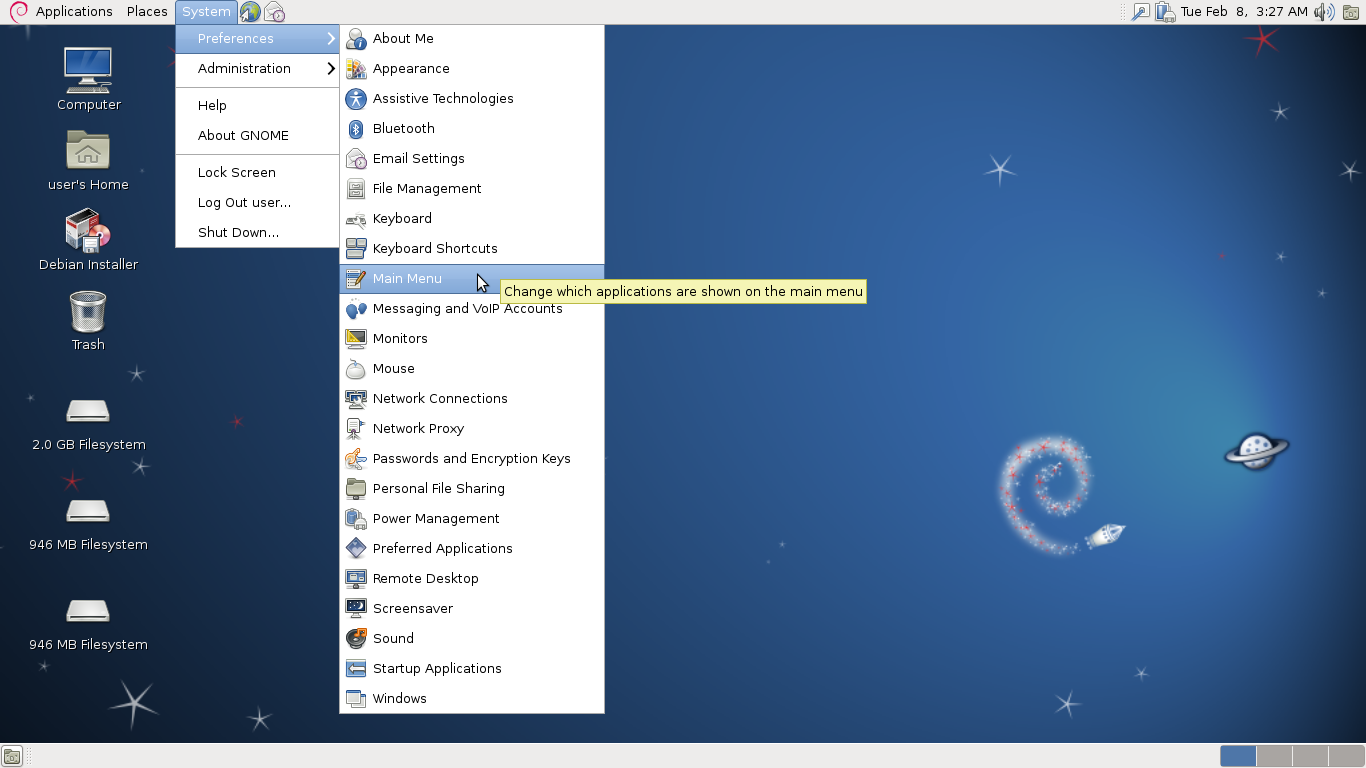 Applications Places System Tue Feb 8, 3:27 AM
Preferences
Administration
Help
About GNOME
Lock Screen
Log Out user...
Shut Down...
About Me
Appearance
Assistive Technologies
Bluetooth
Email Settings
File Management
Keyboard
Keyboard Shortcuts
Main Menu
Change which applications are shown on the main menu
Messaging and VoIP Accounts
Monitors
Mouse
Network Connections
Network Proxy
Passwords and Encryption Keys
Personal File Sharing
Power Management
Preferred Applications
Remote Desktop
Screensaver
Sound
Startup Applications
Windows
Computer
user's Home
Debian Installer
Trash
2.0 GB Filesystem
946 MB Filesystem
946 MB Filesystem